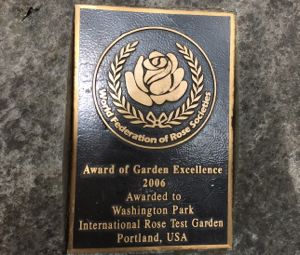 World Federation of Rose Societies
Award of Garden Excellence
2006
Awarded to
Washington Park
International Rose Test Garden
Portland, USA